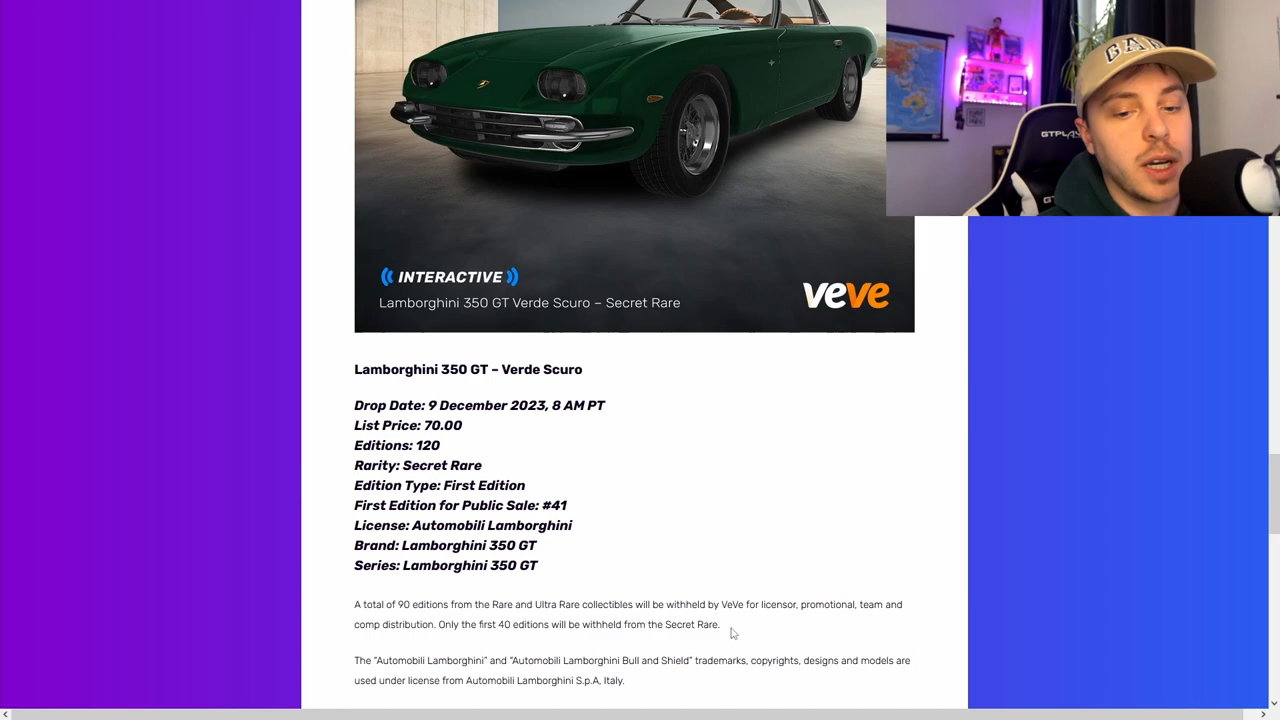 INTERACTIVE
Lamborghini 350 GT Verde Scuro – Secret Rare
veve
GTPLAY
Lamborghini 350 GT – Verde Scuro
Drop Date: 9 December 2023, 8 AM PT
List Price: 70.00
Editions: 120
Rarity: Secret Rare
Edition Type: First Edition
First Edition for Public Sale: #41
License: Automobili Lamborghini
Brand: Lamborghini 350 GT
Series: Lamborghini 350 GT
A total of 90 editions from the Rare and Ultra Rare collectibles will be withheld by VeVe for licensor, promotional, team and
comp distribution. Only the first 40 editions will be withheld from the Secret Rare.
The “Automobili Lamborghini” and “Automobili Lamborghini Bull and Shield” trademarks, copyrights, designs and models are
used under license from Automobili Lamborghini S.p.A, Italy.